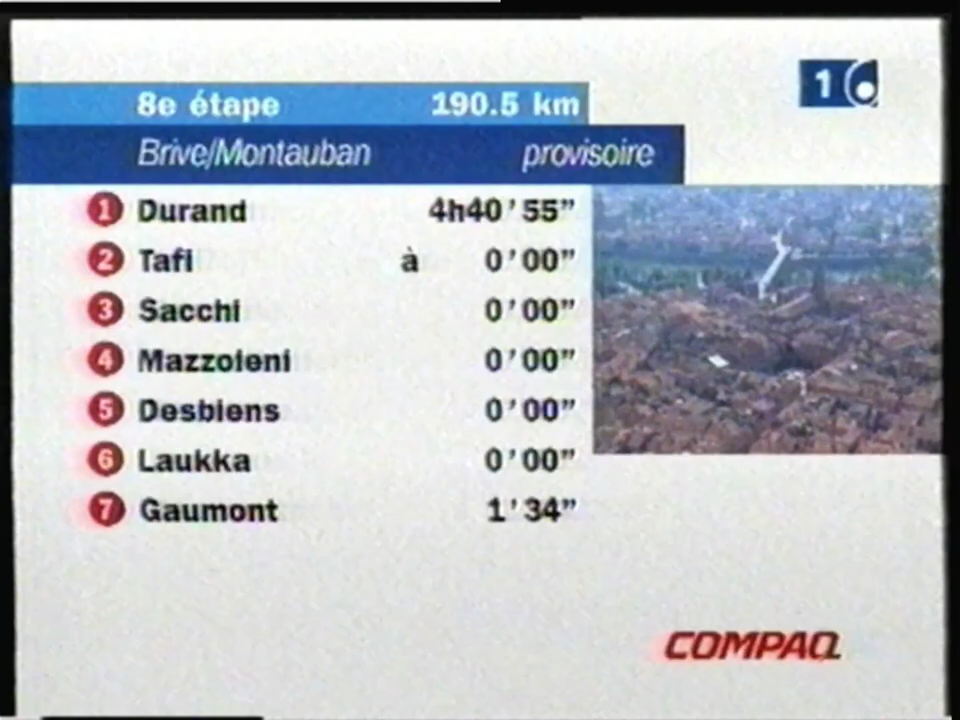 1
8e étape 190.5 km
Brive/Montauban provisoire
1 Durand 4h40'55"
2 Tafi à 0'00"
3 Sacchi 0'00"
4 Mazzoleni 0'00"
5 Desbiens 0'00"
6 Laukka 0'00"
7 Gaumont 1'34"
COMPAQ